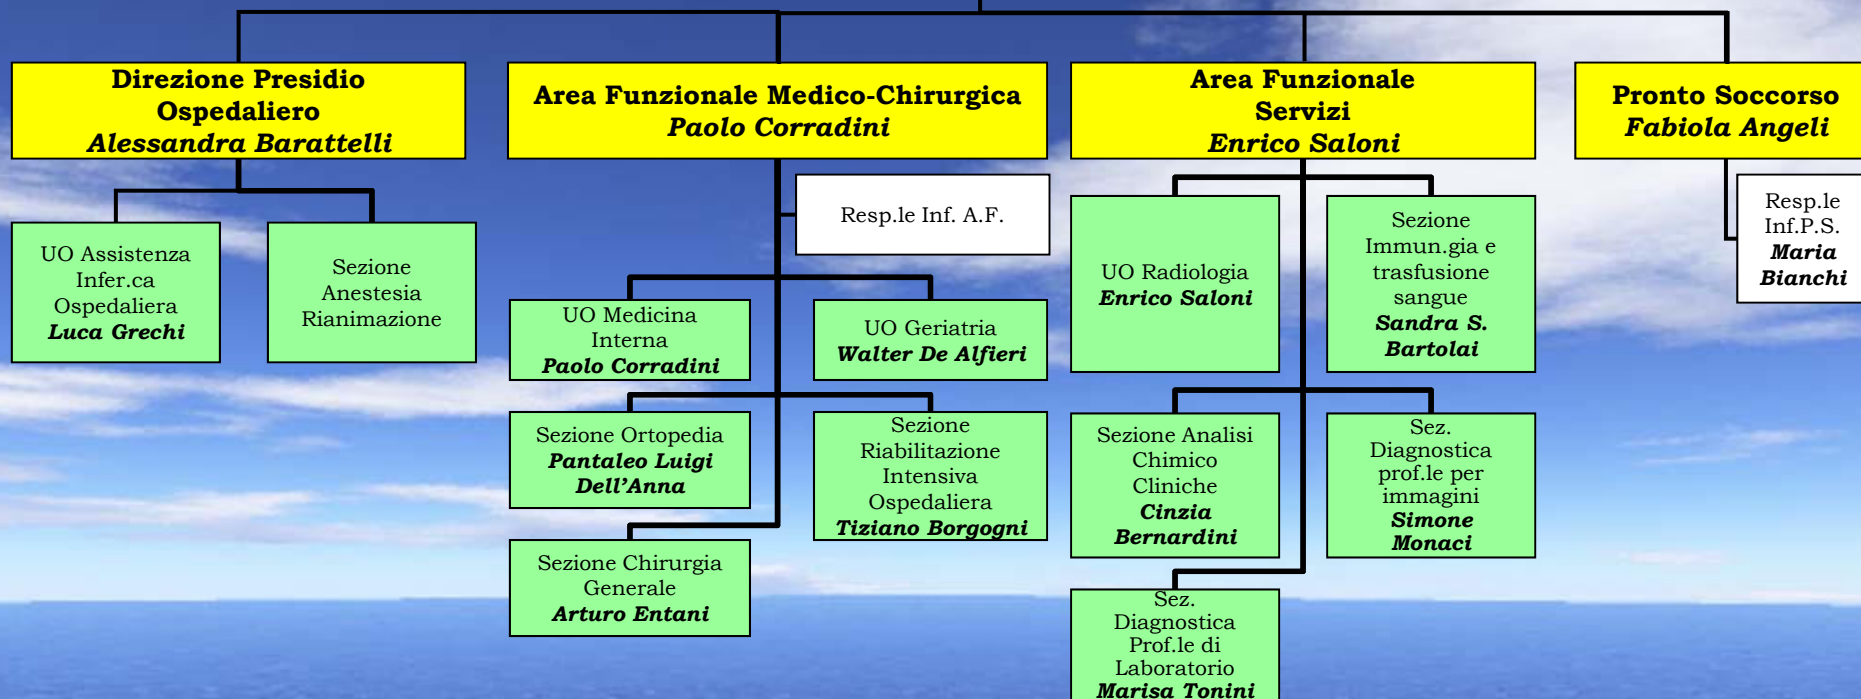 Direzione Presidio
Ospedaliero
Alessandra Barattelli
Area Funzionale Medico-Chirurgica
Paolo Corradini
Area Funzionale
Servizi
Enrico Saloni
Pronto Soccorso
Fabiola Angeli
UO Assistenza
Infer.ca
Ospedaliera
Luca Grechi
Sezione
Anestesia
Rianimazione
Resp.le Inf. A.F.
UO Medicina
Interna
Paolo Corradini
UO Geriatria
Walter De Alfieri
Sezione Ortopedia
Pantaleo Luigi
Dell'Anna
Sezione
Riabilitazione
Intensiva
Ospedaliera
Tiziano Borgogni
Sezione Chirurgia
Generale
Arturo Entani
UO Radiologia
Enrico Saloni
Sezione
Immun.gia e
trasfusione
sangue
Sandra S.
Bartolai
Sezione Analisi
Chimico
Cliniche
Cinzia
Bernardini
Sez.
Diagnostica
prof.le per
immagini
Simone
Monaci
Sez.
Diagnostica
Prof.le di
Laboratorio
Marisa Tonini
Resp.le
Inf.P.S.
Maria
Bianchi